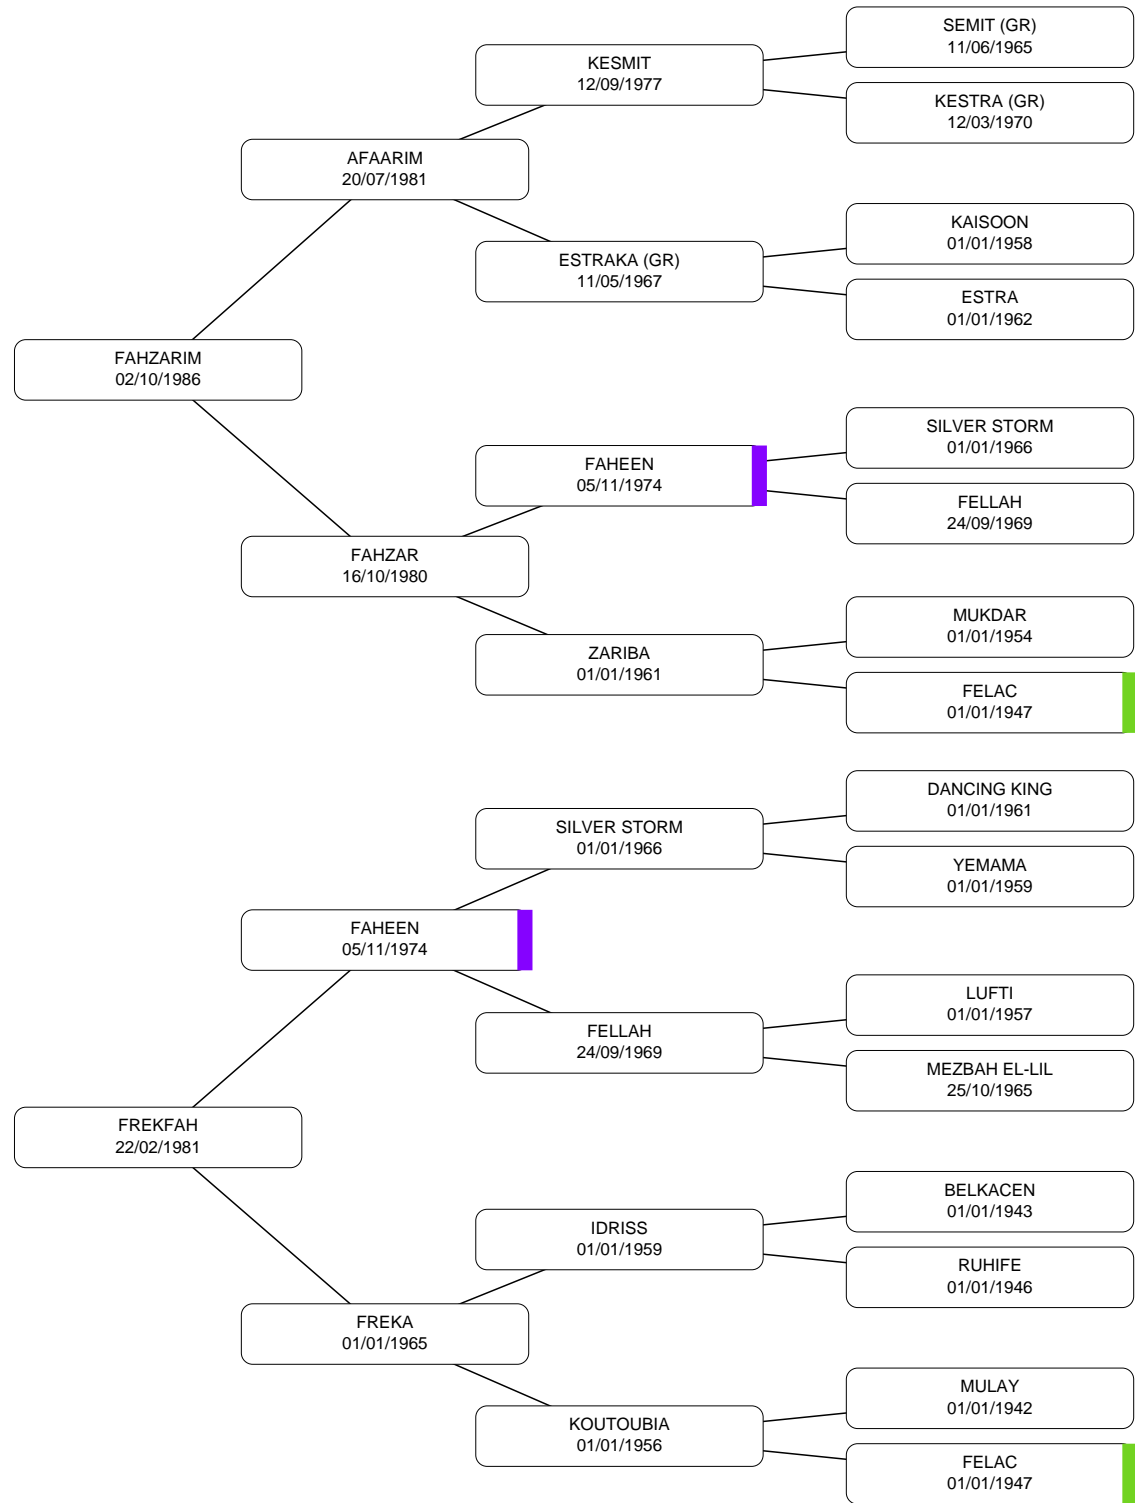 SEMIT (GR)
11/06/1965
KESMIT
12/09/1977
KESTRA (GR)
12/03/1970
AFAARIM
20/07/1981
KAISOON
01/01/1958
ESTRAKA (GR)
11/05/1967
ESTRA
01/01/1962
FAHZARIM
02/10/1986
SILVER STORM
01/01/1966
FAHEEN
05/11/1974
FELLAH
24/09/1969
FAHZAR
16/10/1980
MUKDAR
01/01/1954
ZARIBA
01/01/1961
FELAC
01/01/1947
DANCING KING
01/01/1961
SILVER STORM
01/01/1966
YEMAMA
01/01/1959
FAHEEN
05/11/1974
LUFTI
01/01/1957
FELLAH
24/09/1969
MEZBAH EL-LIL
25/10/1965
FREKFAH
22/02/1981
BELKACEN
01/01/1943
IDRISS
01/01/1959
RUHIFE
01/01/1946
FREKA
01/01/1965
MULAY
01/01/1942
KOUTOUBIA
01/01/1956
FELAC
01/01/1947